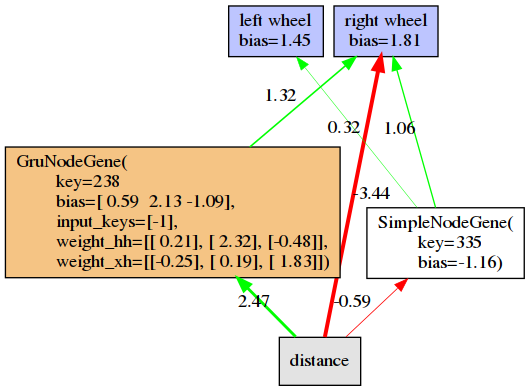 left wheel
bias=1.45
right wheel
bias=1.81
1.32
0.32
1.06
GruNodeGene(
key=238
bias=[ 0.59  2.13 -1.09],
input_keys=[-1],
weight_hh=[[ 0.21], [ 2.32], [-0.48]],
weight_xh=[[-0.25], [ 0.19], [ 1.83]])
-3.44
SimpleNodeGene(
key=335
bias=-1.16)
2.47
-0.59
distance